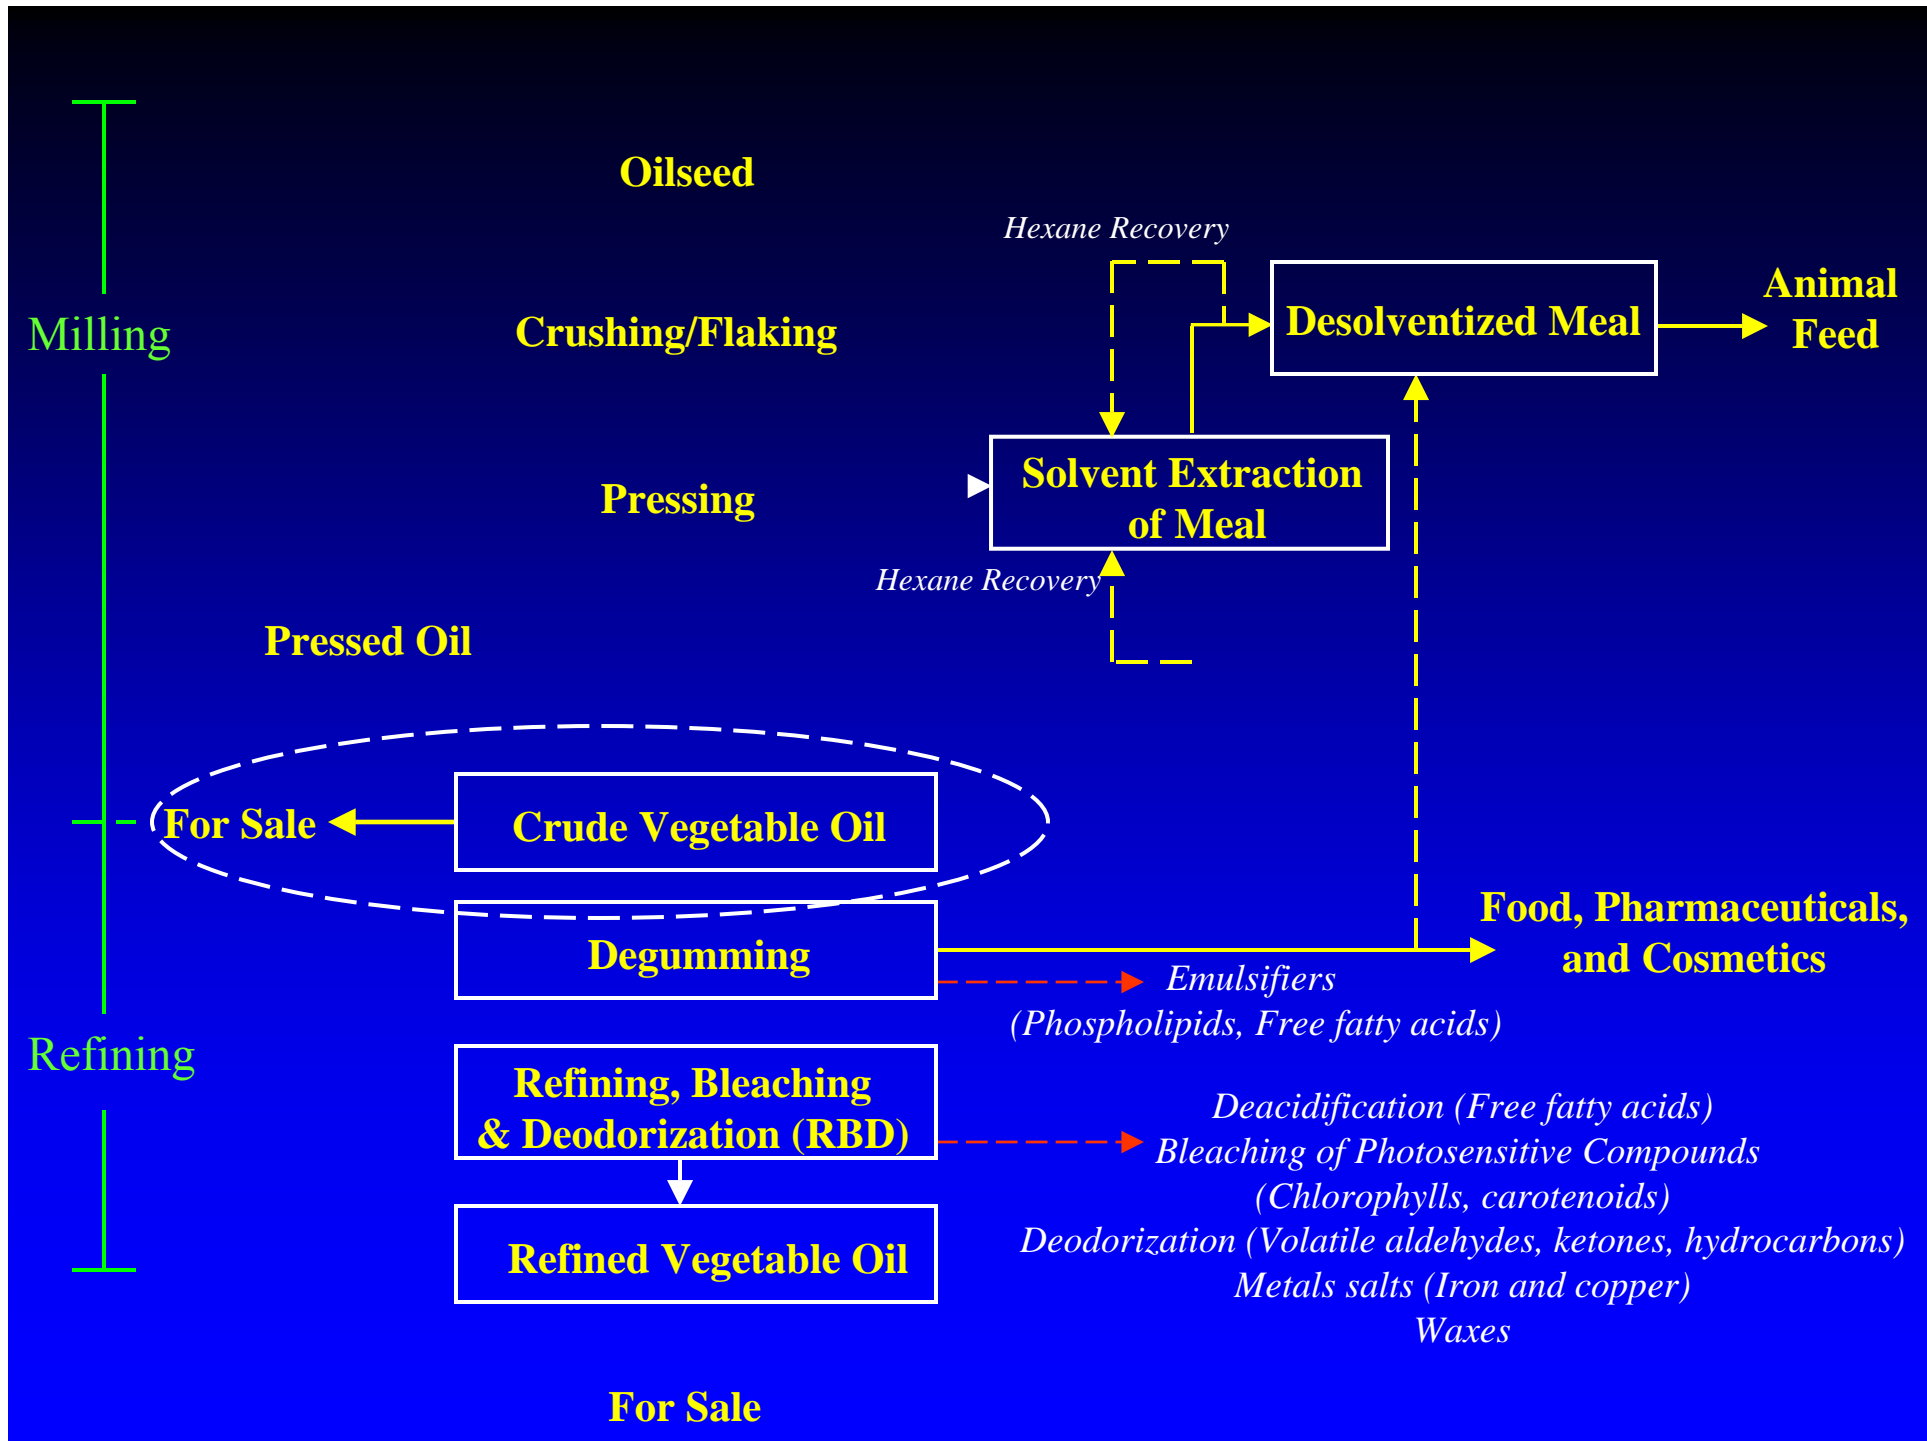 Oilseed
Hexane Recovery
Animal
Feed
Desolventized Meal
Milling
Crushing/Flaking
Solvent Extraction
of Meal
Pressing
Hexane Recovery
Pressed Oil
For Sale
Crude Vegetable Oil
Degumming
Food, Pharmaceuticals,
and Cosmetics
Emulsifiers
(Phospholipids, Free fatty acids)
Refining
Refining, Bleaching
& Deodorization (RBD)
Deacidification (Free fatty acids)
Bleaching of Photosensitive Compounds
(Chlorophylls, carotenoids)
Deodorization (Volatile aldehydes, ketones, hydrocarbons)
Metals salts (Iron and copper)
Waxes
Refined Vegetable Oil
For Sale